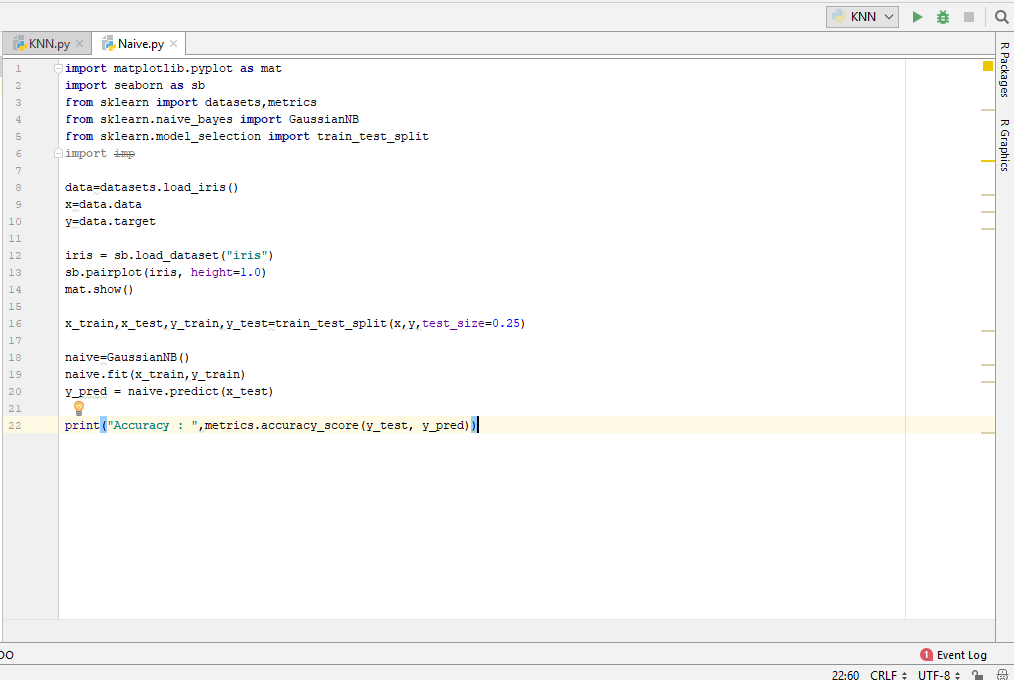 KNN
KNN.py
Naive.py
1 import matplotlib.pyplot as mat
2 import seaborn as sb
3 from sklearn import datasets,metrics
4 from sklearn.naive_bayes import GaussianNB
5 from sklearn.model_selection import train_test_split
6 import imp
7
8 data=datasets.load_iris()
9 x=data.data
10 y=data.target
11
12 iris = sb.load_dataset("iris")
13 sb.pairplot(iris, height=1.0)
14 mat.show()
15
16 x_train,x_test,y_train,y_test=train_test_split(x,y,test_size=0.25)
17
18 naive=GaussianNB()
19 naive.fit(x_train,y_train)
20 y_pred = naive.predict(x_test)
21
22 print("Accuracy : ",metrics.accuracy_score(y_test, y_pred))
R Packages
R Graphics
DO
1 Event Log
22:60 CRLF UTF-8